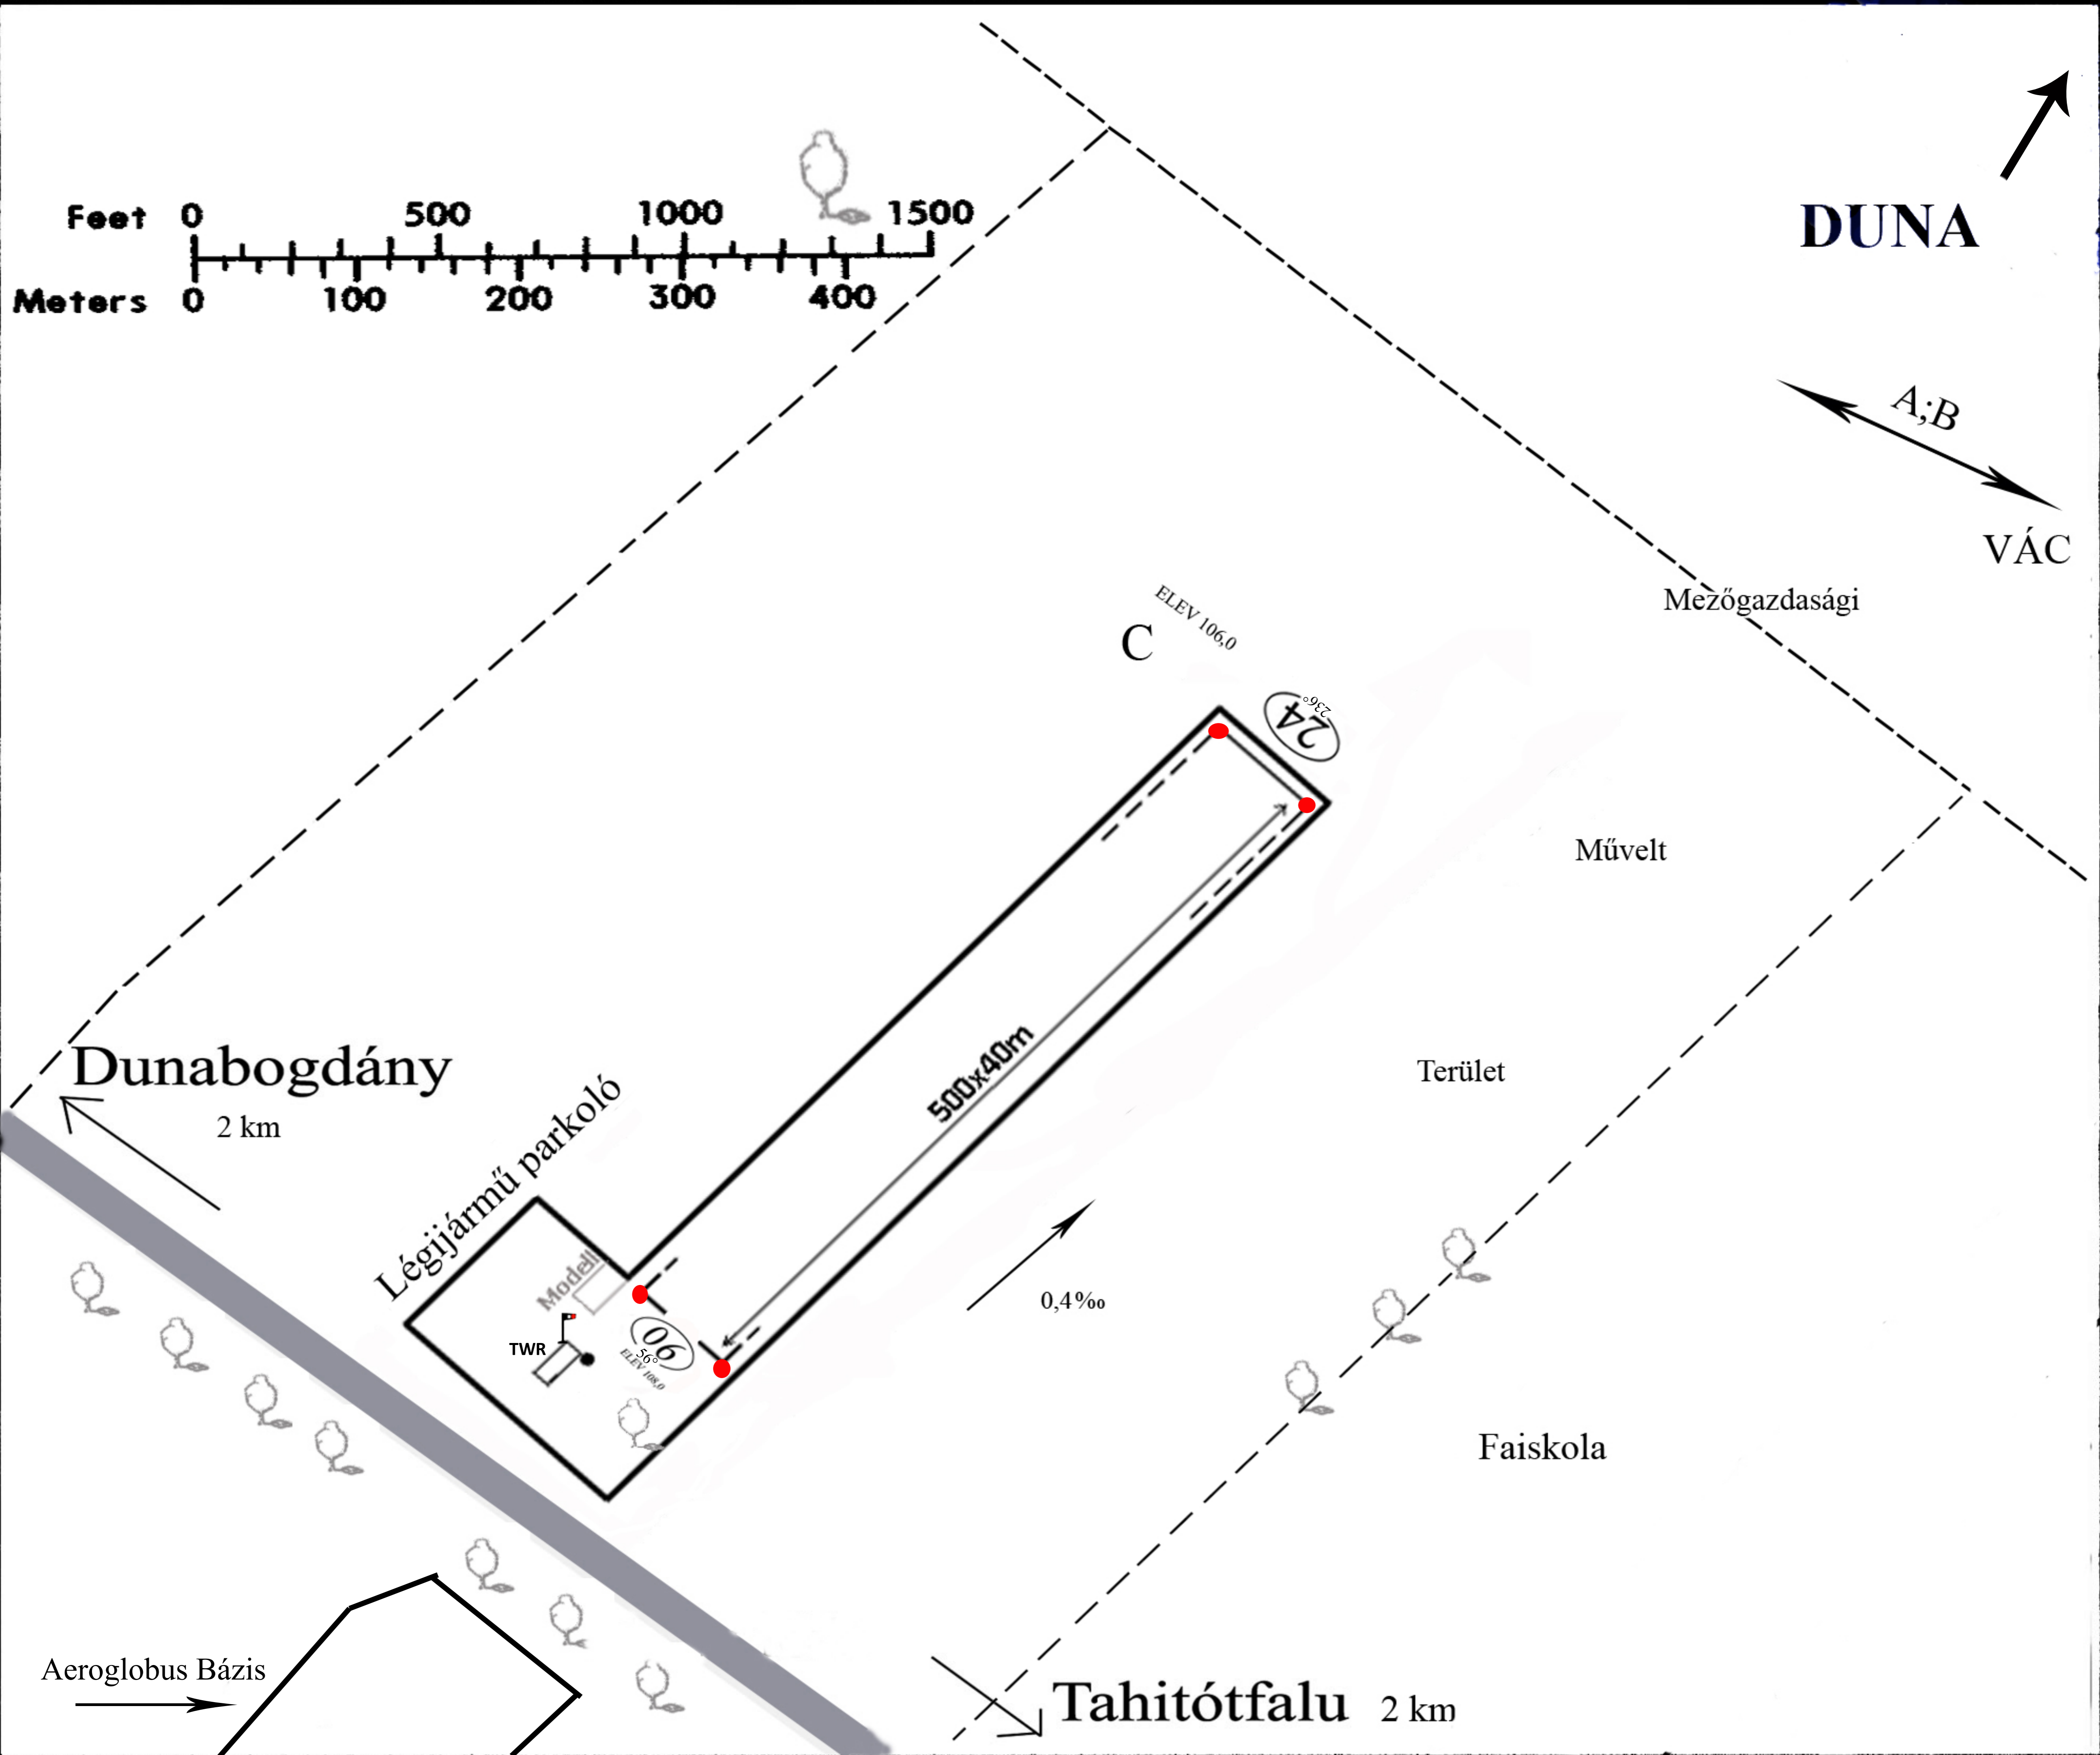 Feet 0 500 1000 1500
Meters 0 100 200 300 400
DUNA
A;B
VÁC
Mezőgazdasági
ELEV 106,0
C
24
236°
Művelt
500x40m
Terület
Dunabogdány
2 km
Légijármű parkoló
Modell
TWR
06
56°
ELEV 108,0
0,4‰
Faiskola
Aeroglobus Bázis
Tahitótfalu 2 km